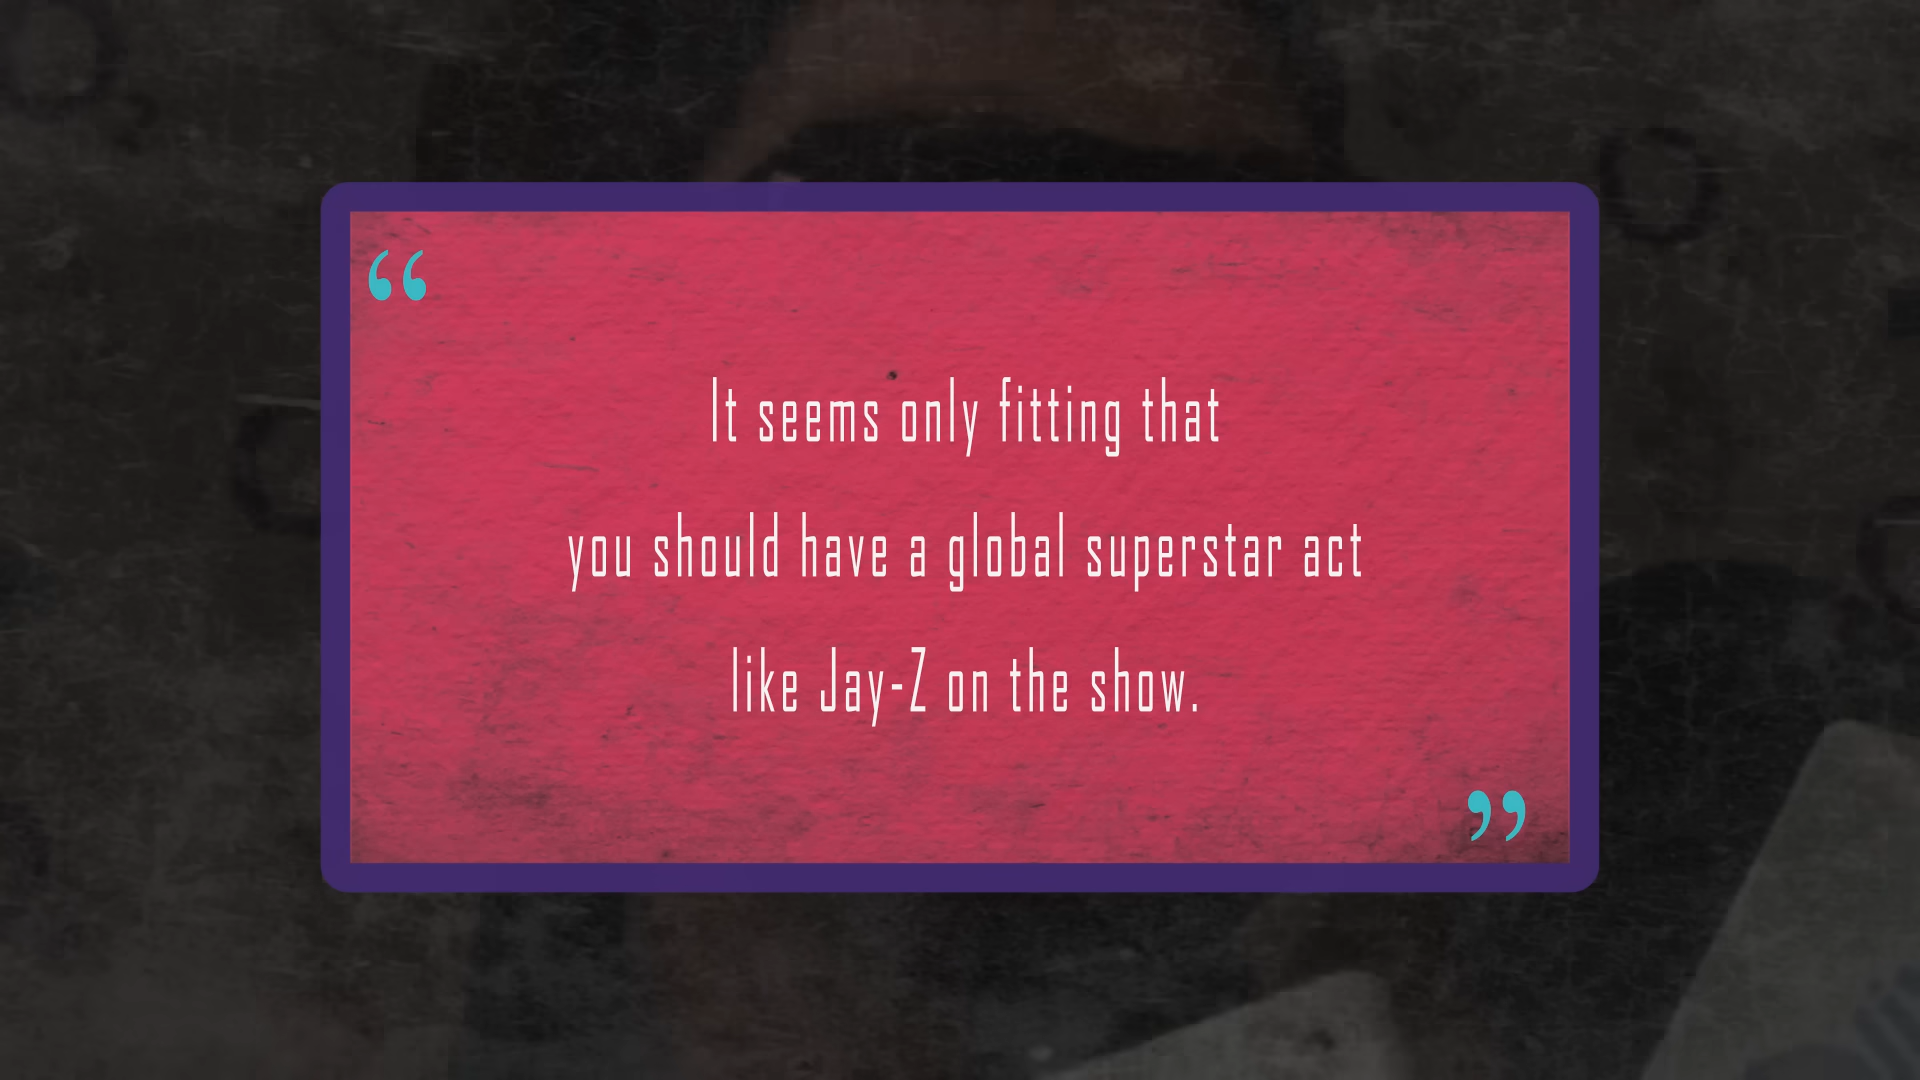 “
It seems only fitting that
you should have a global superstar act
like Jay-Z on the show.
”